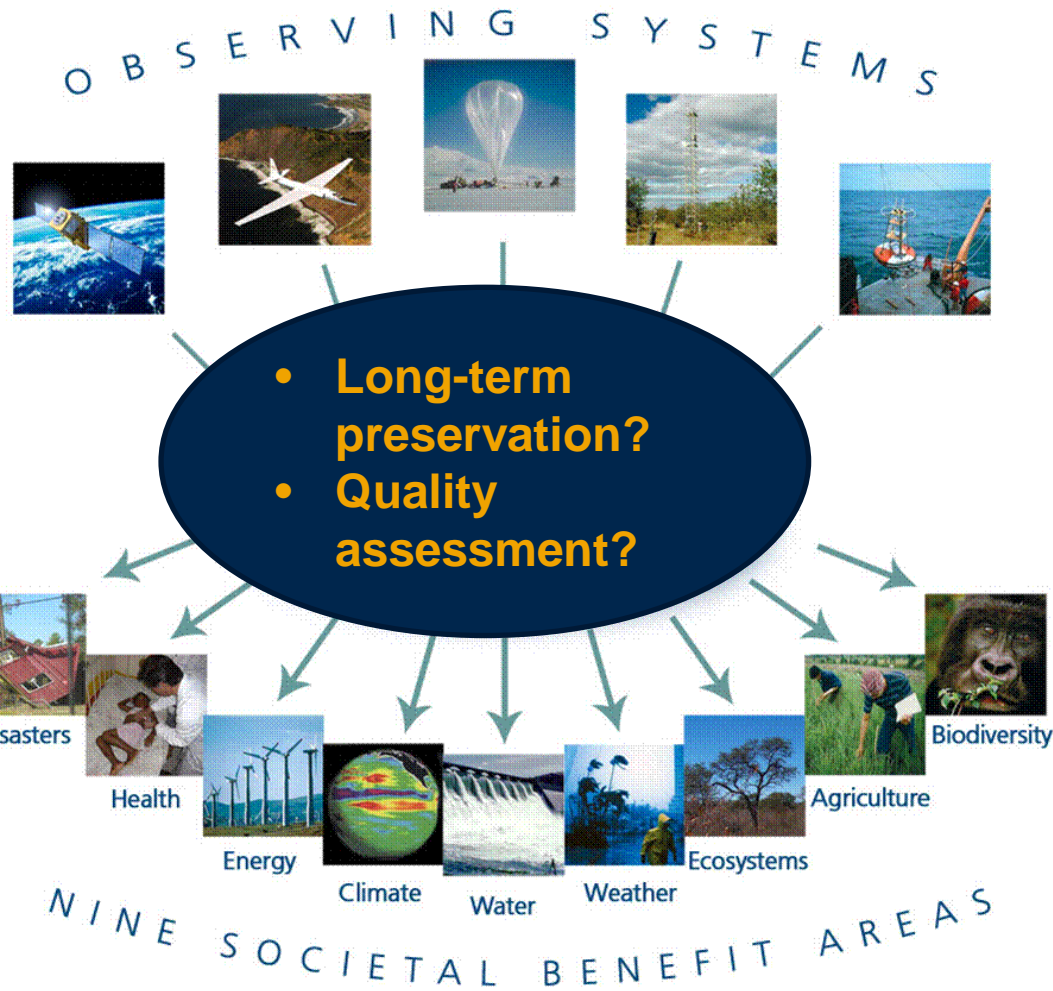 OBSERVING SYSTEMS
• Long-term
preservation?
• Quality
assessment?
sasters
Biodiversity
Health
Agriculture
Energy
Ecosystems
Climate
Weather
Water
NINE SOCIETAL BENEFIT AREAS